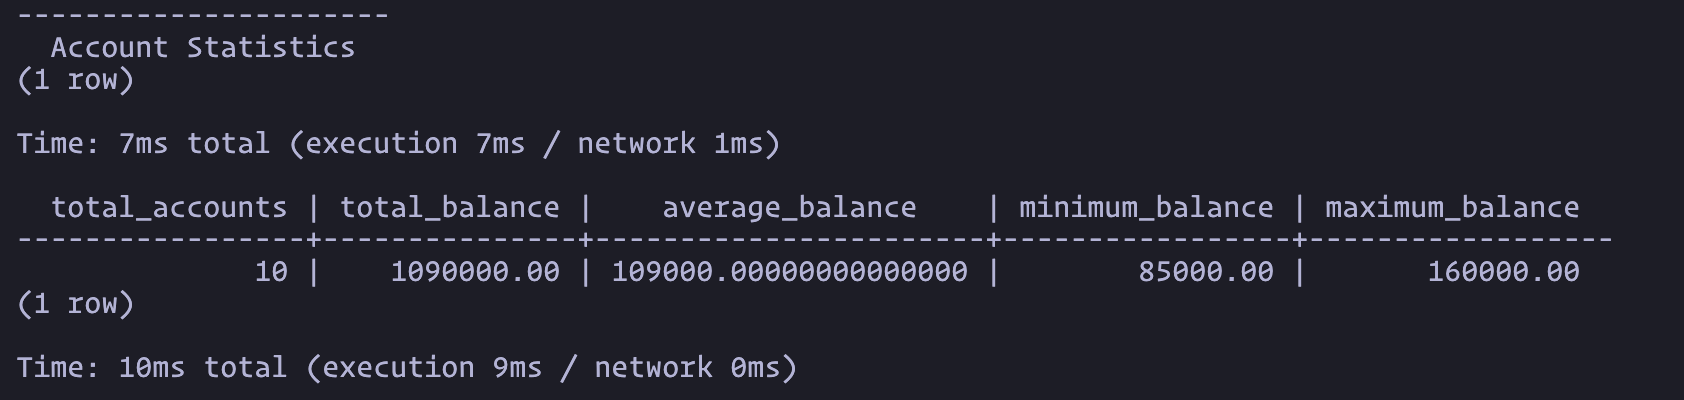 ----------------------
  Account Statistics
(1 row)

Time: 7ms total (execution 7ms / network 1ms)

  total_accounts | total_balance |    average_balance    | minimum_balance | maximum_balance
-----------------+---------------+-----------------------+-----------------+------------------
              10 |    1090000.00 | 109000.00000000000000 |        85000.00 |       160000.00
(1 row)

Time: 10ms total (execution 9ms / network 0ms)